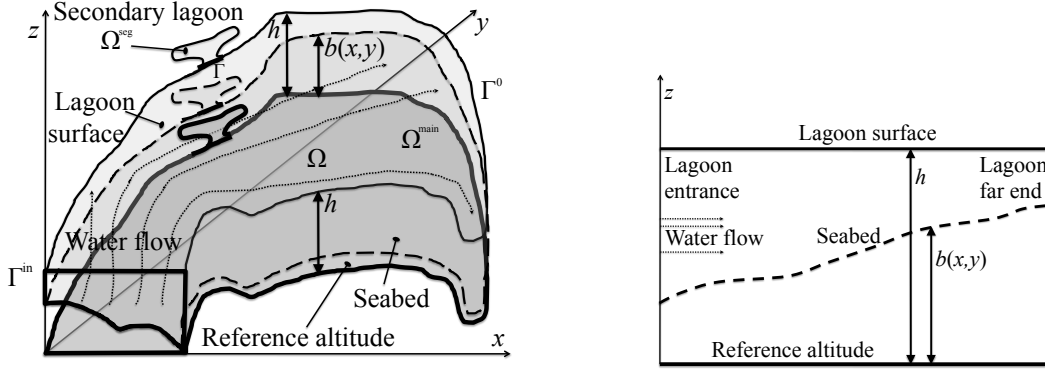 Secondary lagoon
z
Ω^seg
h
y
b(x,y)
Γ
Γ^0
Lagoon
surface
Ω^main
Ω
h
Water flow
Γ^in
Seabed
Reference altitude
x
z
Lagoon surface
Lagoon
entrance
h
Lagoon
far end
Water flow
Seabed
b(x,y)
Reference altitude